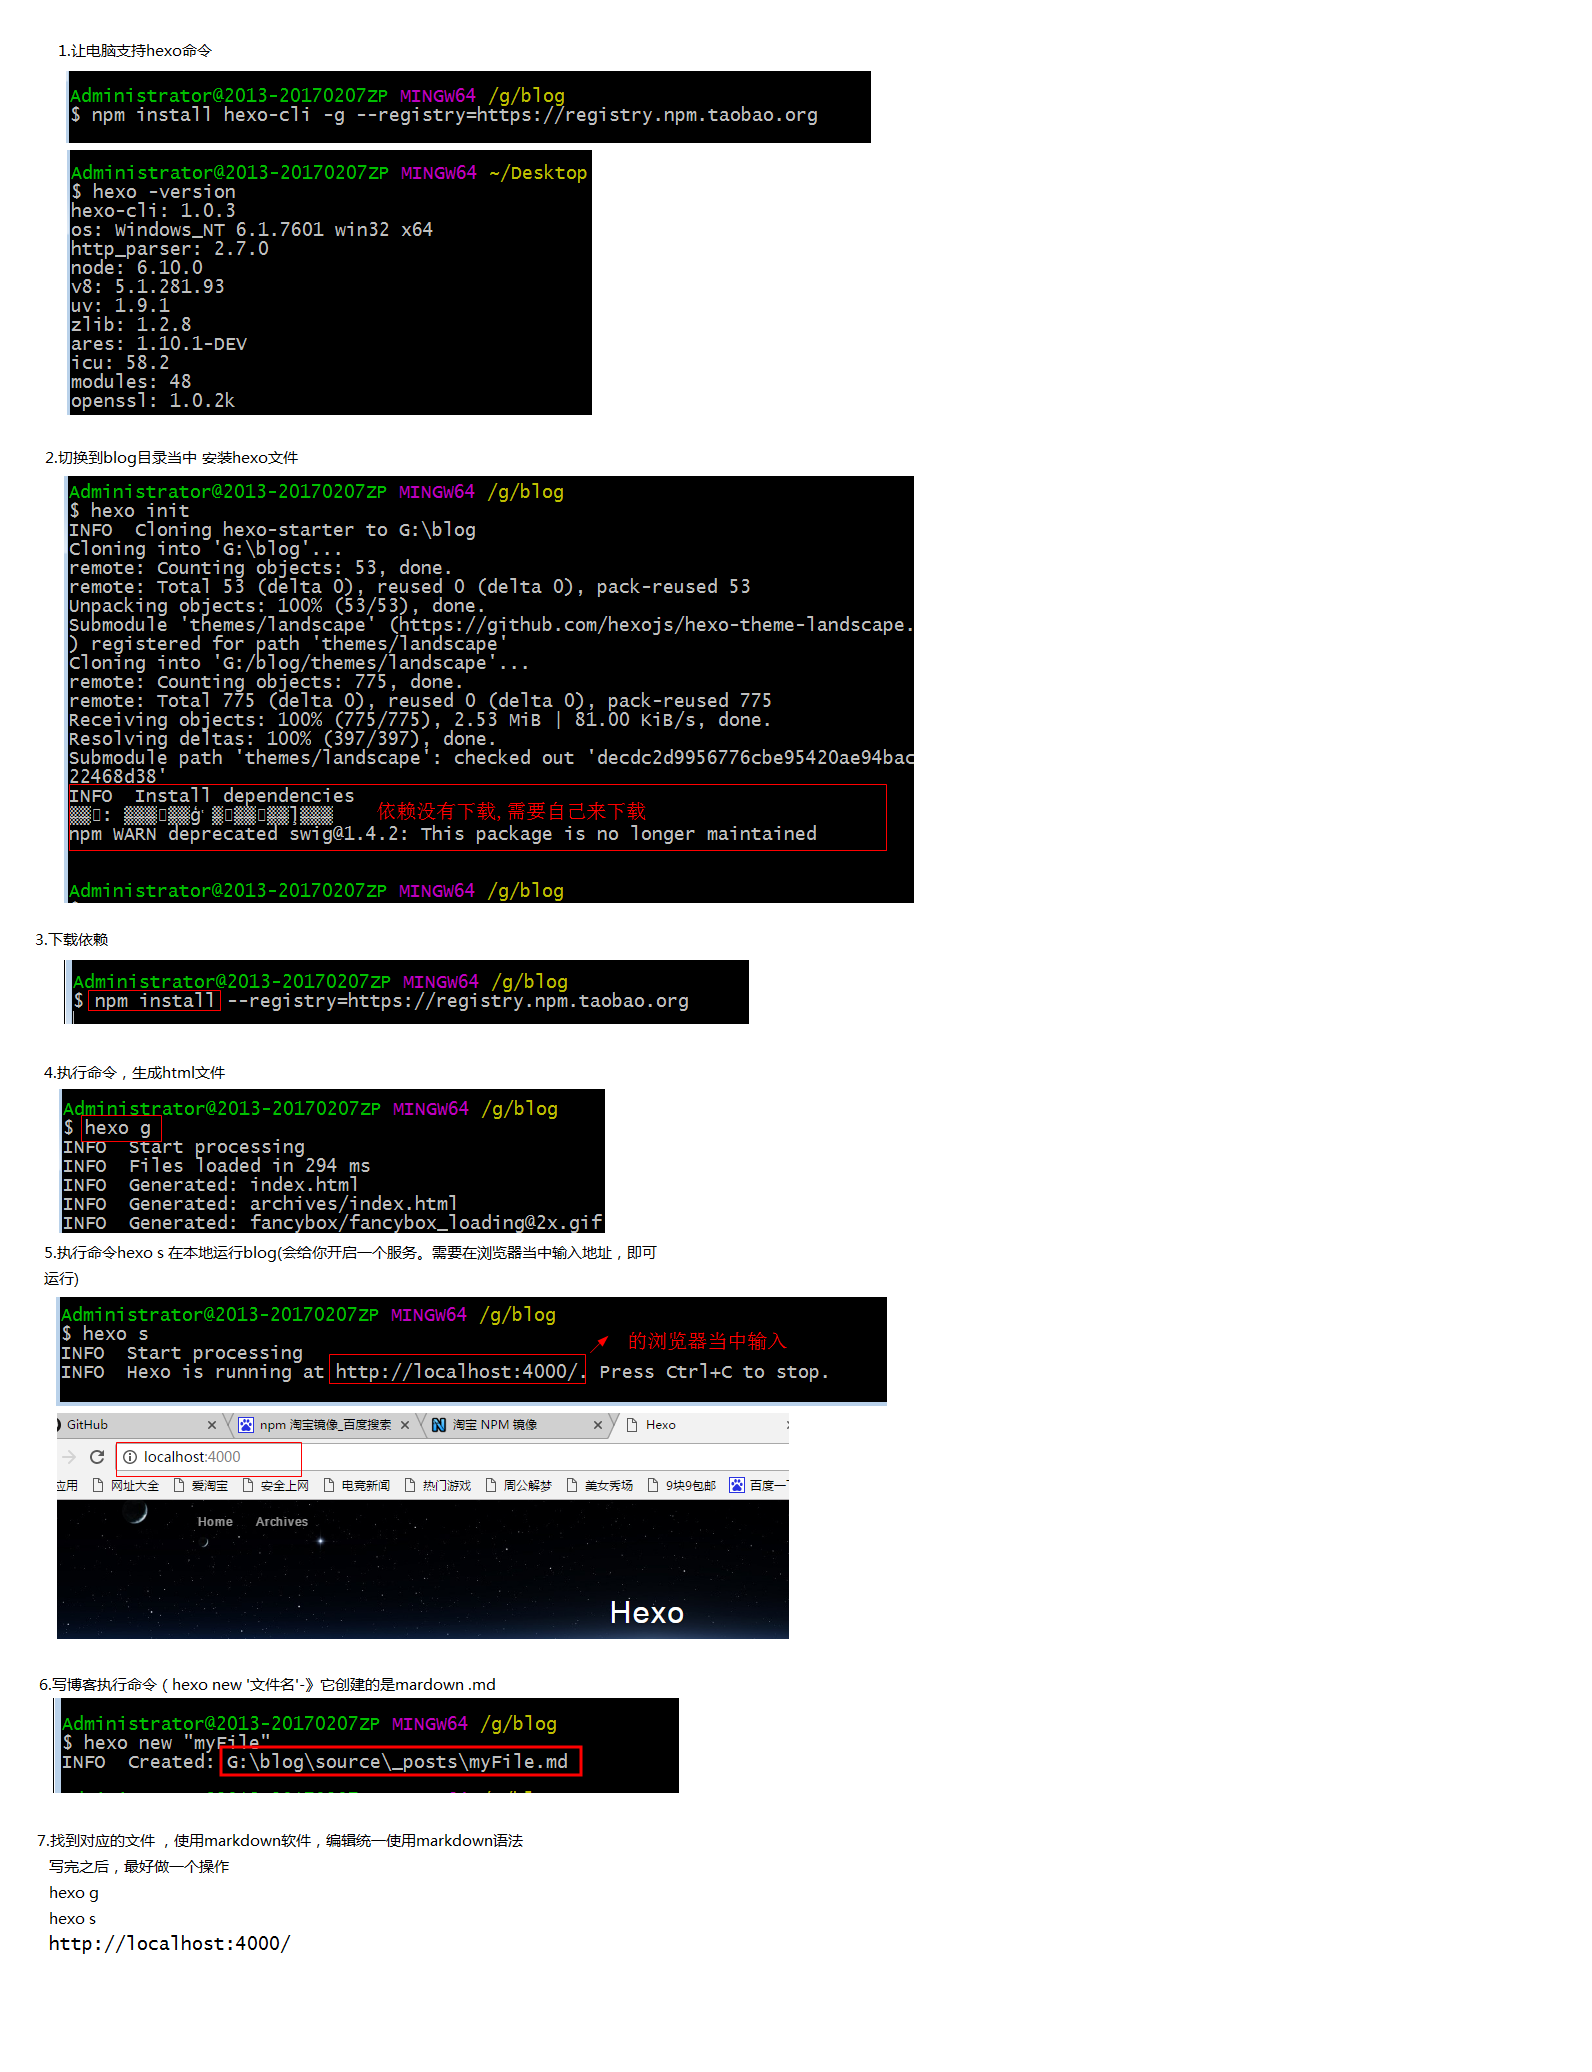 1.让电脑支持hexo命令
Administrator@2013-20170207ZP MINGW64 /g/blog
$ npm install hexo-cli -g --registry=https://registry.npm.taobao.org
Administrator@2013-20170207ZP MINGW64 ~/Desktop
$ hexo -version
hexo-cli: 1.0.3
os: Windows_NT 6.1.7601 win32 x64
http_parser: 2.7.0
node: 6.10.0
v8: 5.1.281.93
uv: 1.9.1
zlib: 1.2.8
ares: 1.10.1-DEV
icu: 58.2
modules: 48
openssl: 1.0.2k
2.切换到blog目录当中 安装hexo文件
Administrator@2013-20170207ZP MINGW64 /g/blog
$ hexo init
INFO  Cloning hexo-starter to G:\blog
Cloning into 'G:\blog'...
remote: Counting objects: 53, done.
remote: Total 53 (delta 0), reused 0 (delta 0), pack-reused 53
Unpacking objects: 100% (53/53), done.
Submodule 'themes/landscape' (https://github.com/hexojs/hexo-theme-landscape.
) registered for path 'themes/landscape'
Cloning into 'G:/blog/themes/landscape'...
remote: Counting objects: 775, done.
remote: Total 775 (delta 0), reused 0 (delta 0), pack-reused 775
Receiving objects: 100% (775/775), 2.53 MiB | 81.00 KiB/s, done.
Resolving deltas: 100% (397/397), done.
Submodule path 'themes/landscape': checked out 'decdc2d9956776cbe95420ae94bac
22468d38'
INFO  Install dependencies
依赖没有下载,需要自己来下载
npm WARN deprecated swig@1.4.2: This package is no longer maintained
Administrator@2013-20170207ZP MINGW64 /g/blog
3.下载依赖
Administrator@2013-20170207ZP MINGW64 /g/blog
$ npm install --registry=https://registry.npm.taobao.org
4.执行命令，生成html文件
Administrator@2013-20170207ZP MINGW64 /g/blog
$ hexo g
INFO  Start processing
INFO  Files loaded in 294 ms
INFO  Generated: index.html
INFO  Generated: archives/index.html
INFO  Generated: fancybox/fancybox_loading@2x.gif
5.执行命令hexo s 在本地运行blog(会给你开启一个服务。需要在浏览器当中输入地址，即可
运行)
Administrator@2013-20170207ZP MINGW64 /g/blog
$ hexo s
的浏览器当中输入
INFO  Start processing
INFO  Hexo is running at http://localhost:4000/. Press Ctrl+C to stop.
GitHub npm 淘宝镜像_百度搜索 淘宝 NPM 镜像 Hexo
localhost:4000
应用 网址大全 爱淘宝 安全上网 电竞新闻 热门游戏 周公解梦 美女秀场 9块9包邮 百度一
Home Archives
Hexo
6.写博客执行命令（hexo new '文件名'-》它创建的是mardown .md
Administrator@2013-20170207ZP MINGW64 /g/blog
$ hexo new "myFile"
INFO  Created: G:\blog\source\_posts\myFile.md
7.找到对应的文件 ，使用markdown软件，编辑统一使用markdown语法
写完之后，最好做一个操作
hexo g
hexo s
http://localhost:4000/